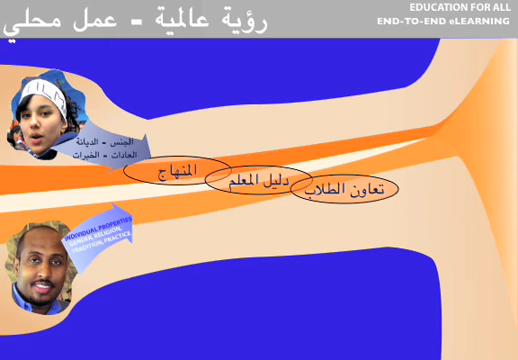 رؤية عالمية - عمل محلي
EDUCATION FOR ALL
END-TO-END eLEARNING
الجنس - الديانة
العادات - الخبرات
المنهاج
دليل المعلم
تعاون الطلاب
INDIVIDUAL PROPERTIES
GENDER, RELIGION,
TRADITION, PRACTICE